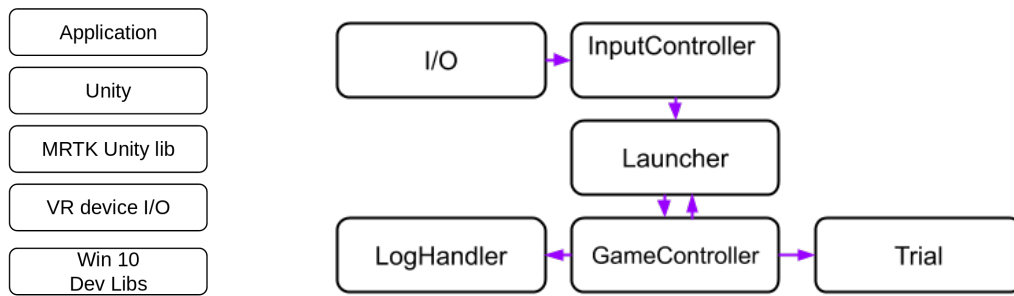 Application
Unity
MRTK Unity lib
VR device I/O
Win 10
Dev Libs
I/O
InputController
Launcher
LogHandler
GameController
Trial